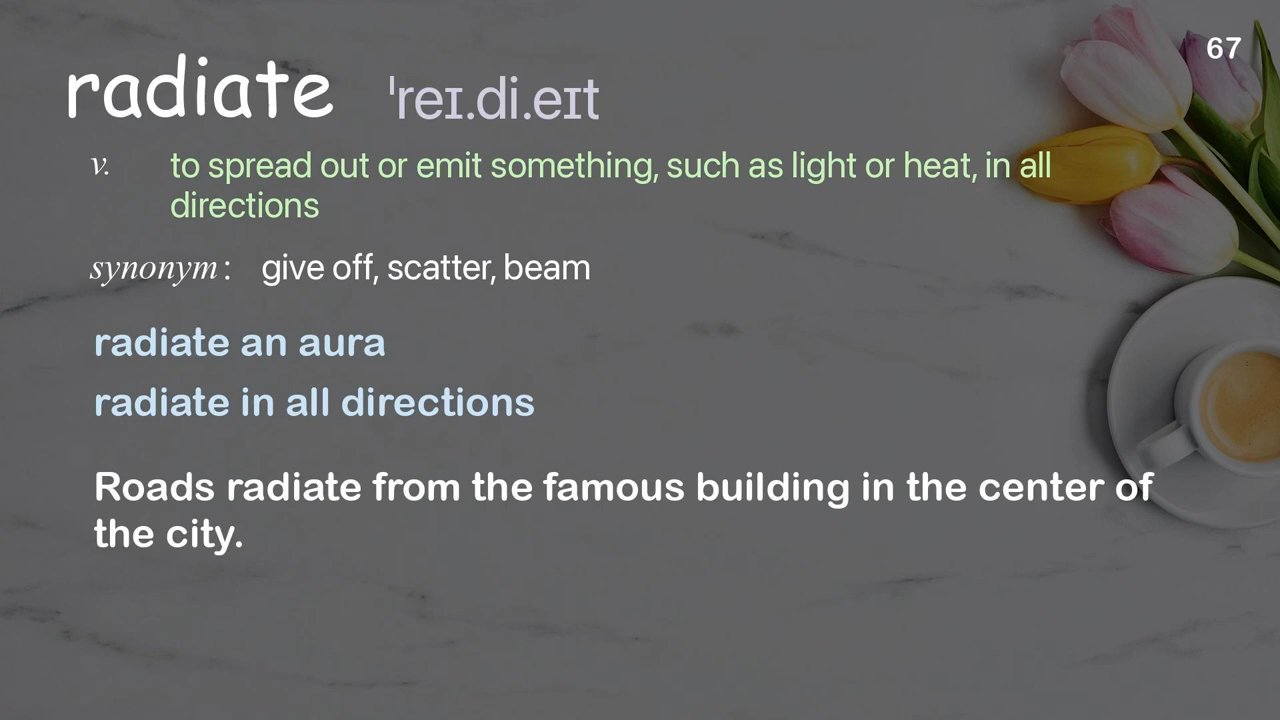 67
radiate ˈreɪ.di.eɪt
v. to spread out or emit something, such as light or heat, in all
directions
synonym: give off, scatter, beam
radiate an aura
radiate in all directions
Roads radiate from the famous building in the center of
the city.